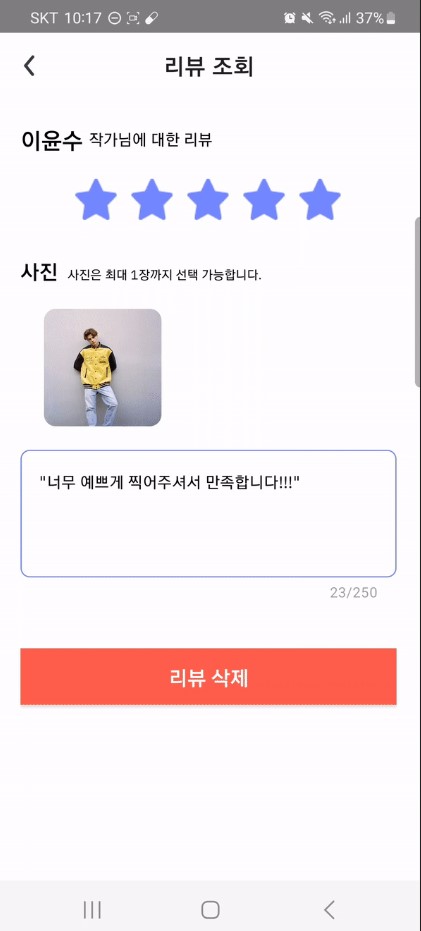 SKT 10:17 37%
리뷰 조회
이윤수 작가님에 대한 리뷰
사진 사진은 최대 1장까지 선택 가능합니다.
"너무 예쁘게 찍어주셔서 만족합니다!!!"
23/250
리뷰 삭제